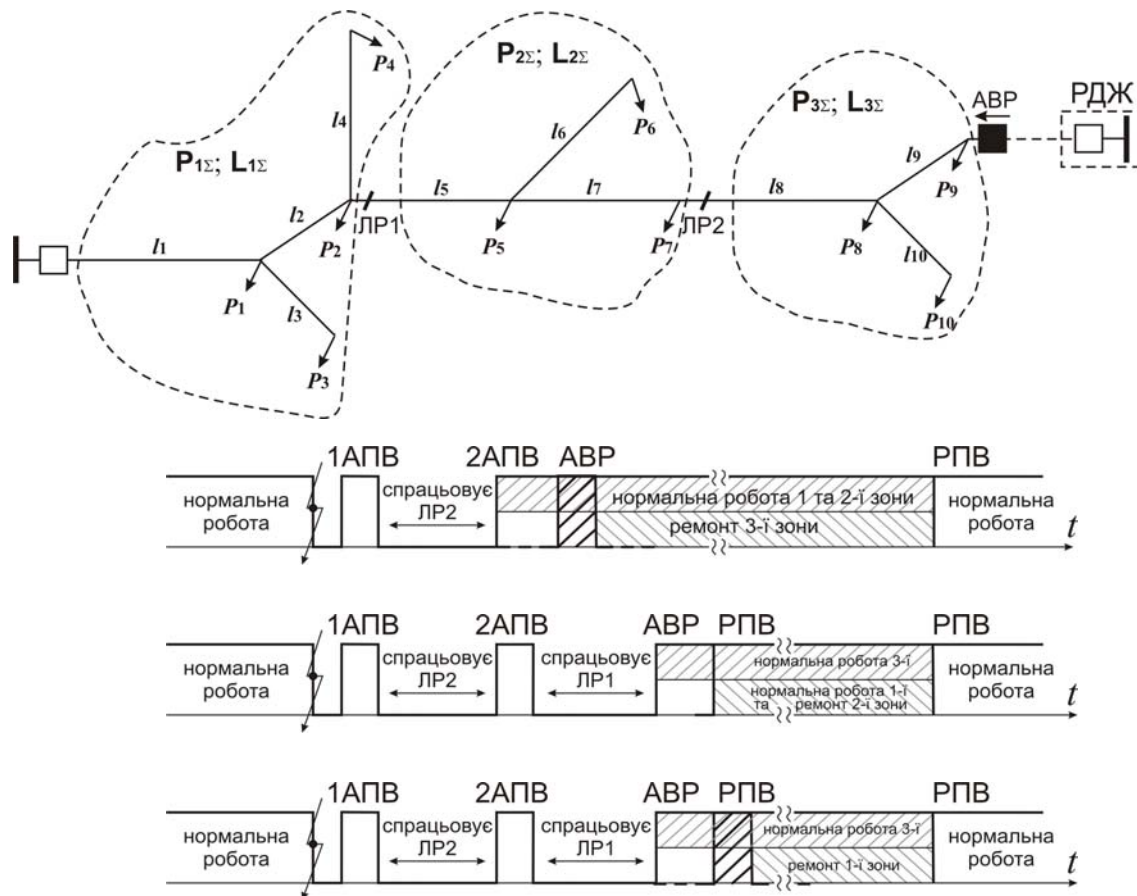 P1Σ; L1Σ
P2Σ; L2Σ
P3Σ; L3Σ
АВР
РДЖ
P4
l4
l2
l1
P1
l3
P3
P2
ЛР1
l5
l6
P6
l7
P5
P7
ЛР2
l8
l9
P9
P8
l10
P10
1АПВ 2АПВ АВР РПВ
нормальна робота
спрацьовує ЛР2
нормальна робота 1 та 2-ї зони
ремонт 3-ї зони
нормальна робота
t
1АПВ 2АПВ АВР РПВ РПВ
нормальна робота
спрацьовує ЛР2
спрацьовує ЛР1
нормальна робота 3-ї
нормальна робота 1-ї
та ремонт 2-ї зони
нормальна робота
t
1АПВ 2АПВ АВР РПВ РПВ
нормальна робота
спрацьовує ЛР2
спрацьовує ЛР1
нормальна робота 3-ї
ремонт 1-ї зони
нормальна робота
t